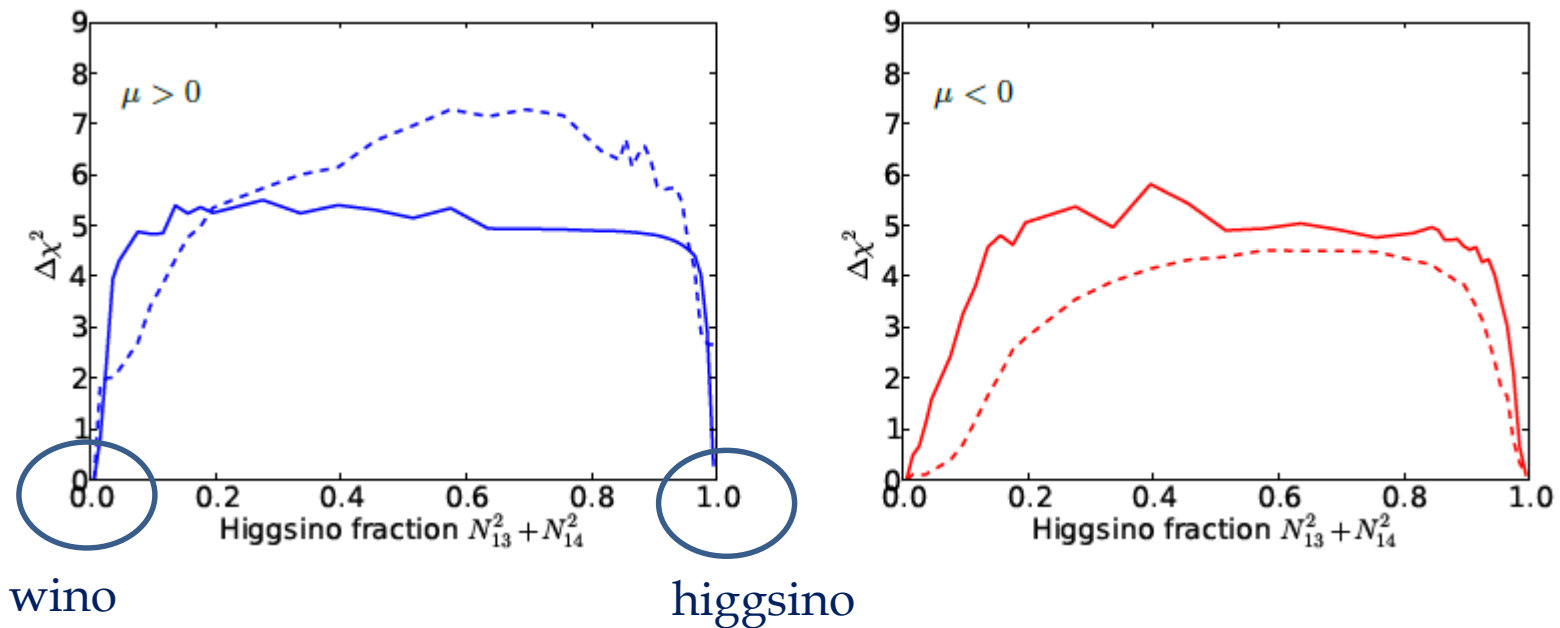 9
8
7
6
5
4
3
2
1
0
Δχ²
μ > 0
0.0 0.2 0.4 0.6 0.8 1.0
Higgsino fraction N²₁₃ + N²₁₄
wino
higgsino
9
8
7
6
5
4
3
2
1
0
Δχ²
μ < 0
0.0 0.2 0.4 0.6 0.8 1.0
Higgsino fraction N²₁₃ + N²₁₄